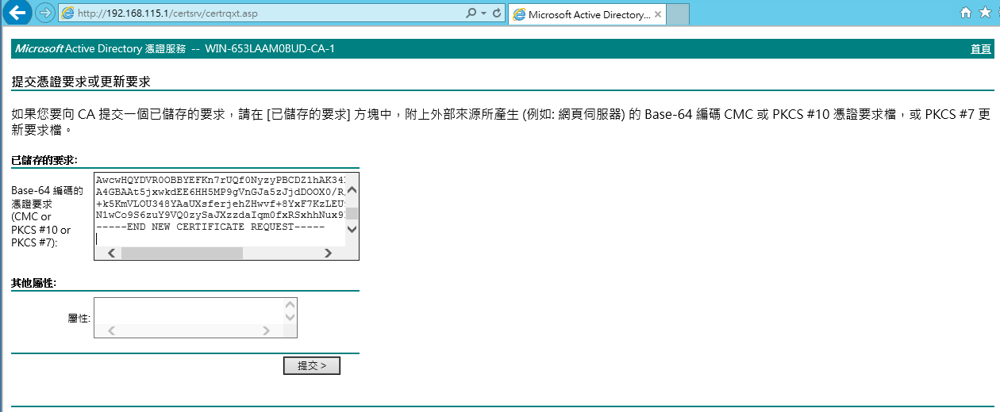 http://192.168.115.1/certsrv/certrqxt.asp
Microsoft Active Directory...
Microsoft Active Directory 憑證服務 -- WIN-653LAAM0BUD-CA-1
首頁
提交憑證要求或更新要求
如果您要向 CA 提交一個已儲存的要求，請在 [已儲存的要求] 方塊中，附上外部來源所產生 (例如: 網頁伺服器) 的 Base-64 編碼 CMC 或 PKCS #10 憑證要求檔，或 PKCS #7 更
新要求檔。
已儲存的要求:
Base-64 編碼的
憑證要求
(CMC or
PKCS #10 or
PKCS #7):
AwcwHQYDVR0OBBYEFKn7rUQf0NyzyPBCDZ1hAK34
A4GBAAt5jxwkdEE6HH5MP9gVnGJa5zJjdDOOX0/R
+k5KmVLOU348YAaUXsferjehZHwvf+8YxF7KzLEU
N1wCo9S6zuY9VQ0zySaJXzzdaIqm0fxRSxhhNux9
-----END NEW CERTIFICATE REQUEST-----
其他屬性:
屬性:
提交 >